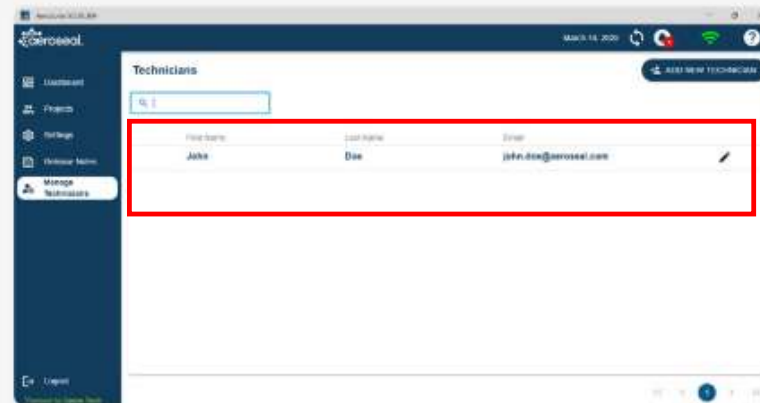 aeroseal.
March 2020
Technicians
ADD NEW TECHNICIAN
Dashboard
Projects
Settings
Release Notes
Manage
Technicians
First Name
Last Name
Email
John
Doe
john.doe@aeroseal.com
Logout
1